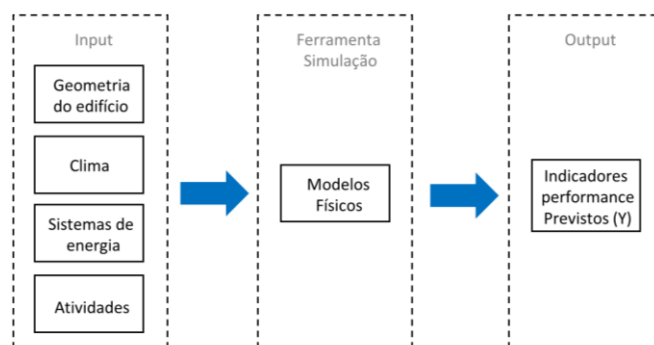 Input
Geometria
do edifício
Clima
Sistemas de
energia
Atividades
Ferramenta
Simulação
Modelos
Físicos
Output
Indicadores
performance
Previstos (Y)